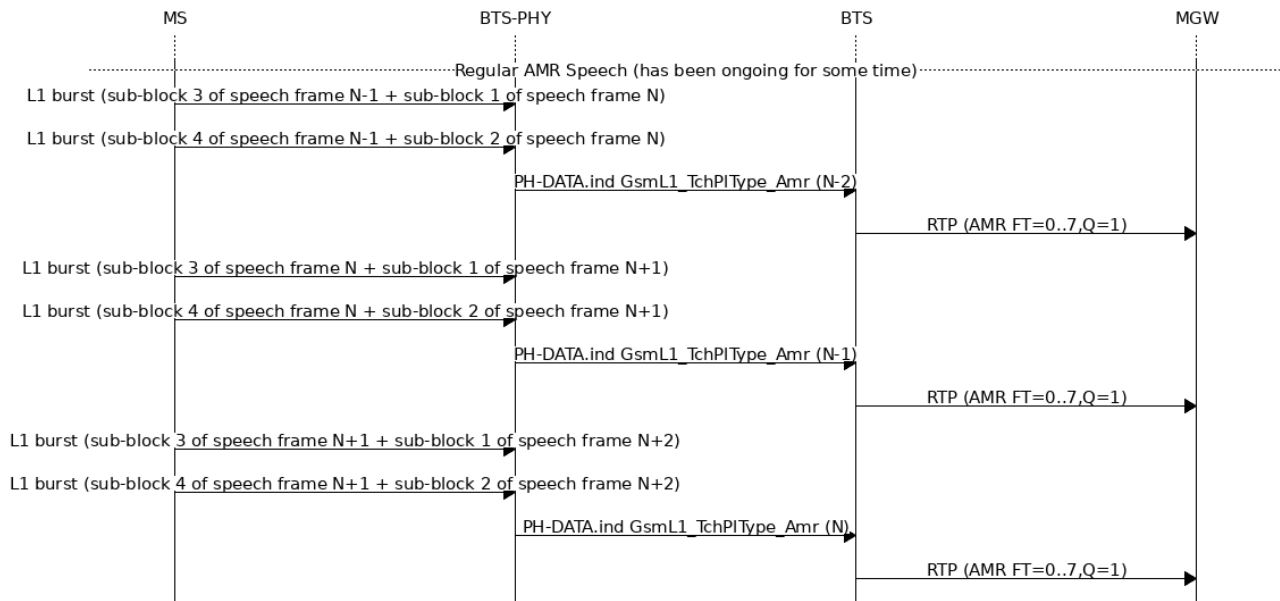 MS BTS-PHY BTS MGW
Regular AMR Speech (has been ongoing for some time)
L1 burst (sub-block 3 of speech frame N-1 + sub-block 1 of speech frame N)
L1 burst (sub-block 4 of speech frame N-1 + sub-block 2 of speech frame N)
PH-DATA.ind GsmL1_TchPlType_Amr (N-2)
RTP (AMR FT=0..7,Q=1)
L1 burst (sub-block 3 of speech frame N + sub-block 1 of speech frame N+1)
L1 burst (sub-block 4 of speech frame N + sub-block 2 of speech frame N+1)
PH-DATA.ind GsmL1_TchPlType_Amr (N-1)
RTP (AMR FT=0..7,Q=1)
L1 burst (sub-block 3 of speech frame N+1 + sub-block 1 of speech frame N+2)
L1 burst (sub-block 4 of speech frame N+1 + sub-block 2 of speech frame N+2)
PH-DATA.ind GsmL1_TchPlType_Amr (N)
RTP (AMR FT=0..7,Q=1)